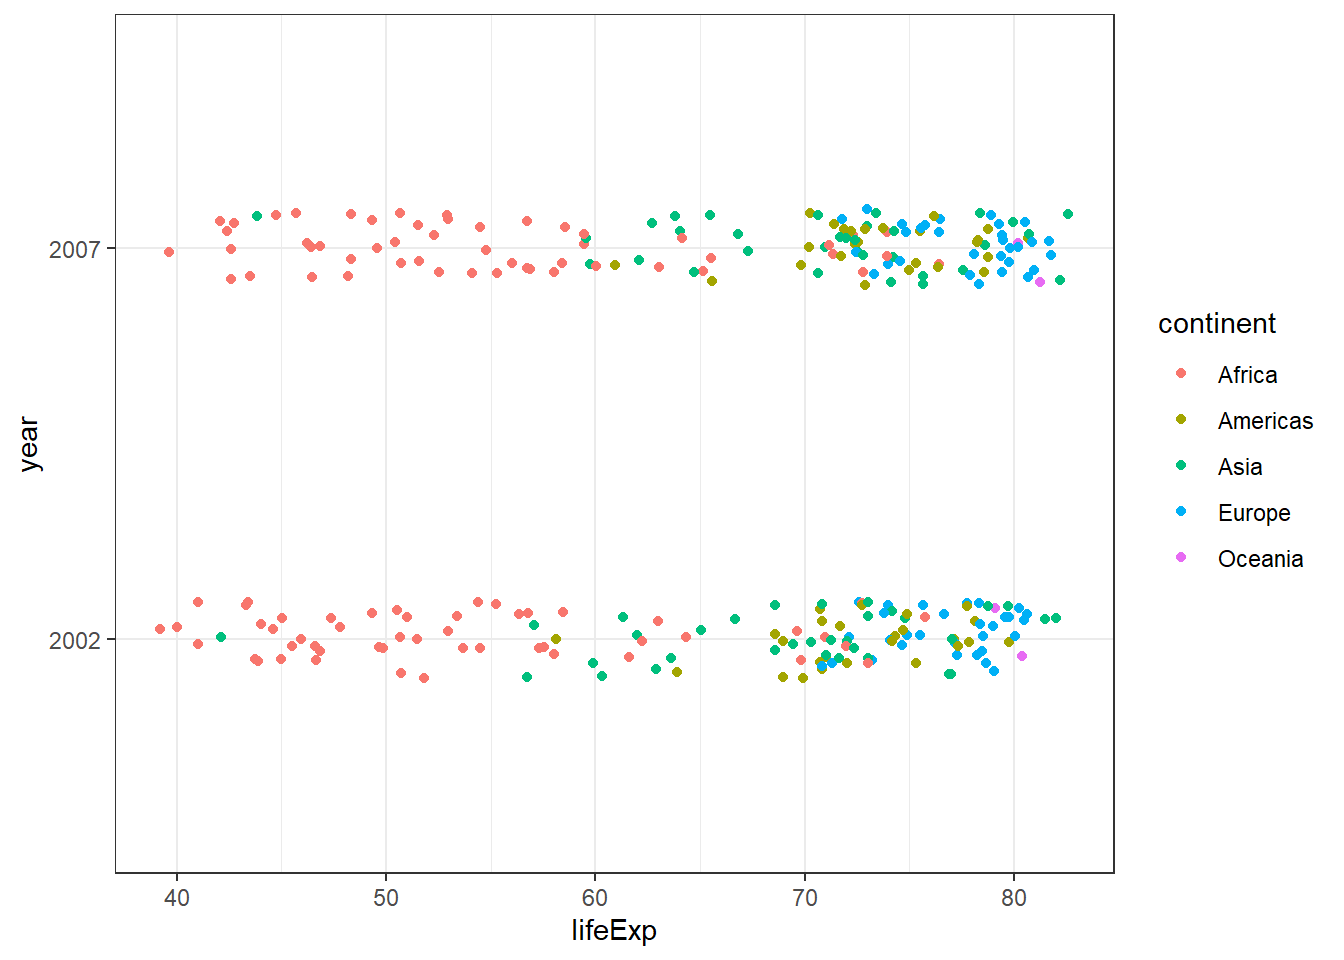 2007
2002
year
40 50 60 70 80
lifeExp
continent
Africa
Americas
Asia
Europe
Oceania